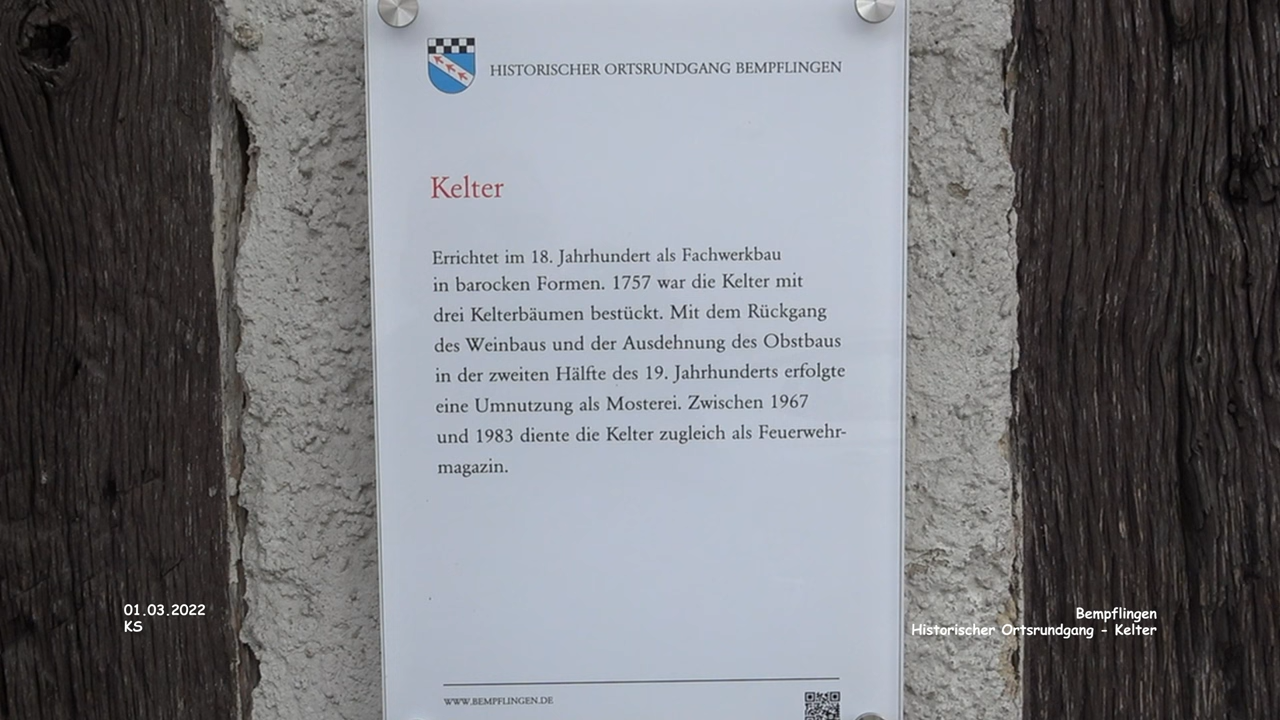 HISTORISCHER ORTSRUNDGANG BEMPFLINGEN
Kelter
Errichtet im 18. Jahrhundert als Fachwerkbau
in barocken Formen. 1757 war die Kelter mit
drei Kelterbäumen bestückt. Mit dem Rückgang
des Weinbaus und der Ausdehnung des Obstbaus
in der zweiten Hälfte des 19. Jahrhunderts erfolgte
eine Umnutzung als Mosterei. Zwischen 1967
und 1983 diente die Kelter zugleich als Feuerwehr-
magazin.
01.03.2022
KS
Bempflingen
Historischer Ortsrundgang - Kelter
WWW.BEMPFLINGEN.DE